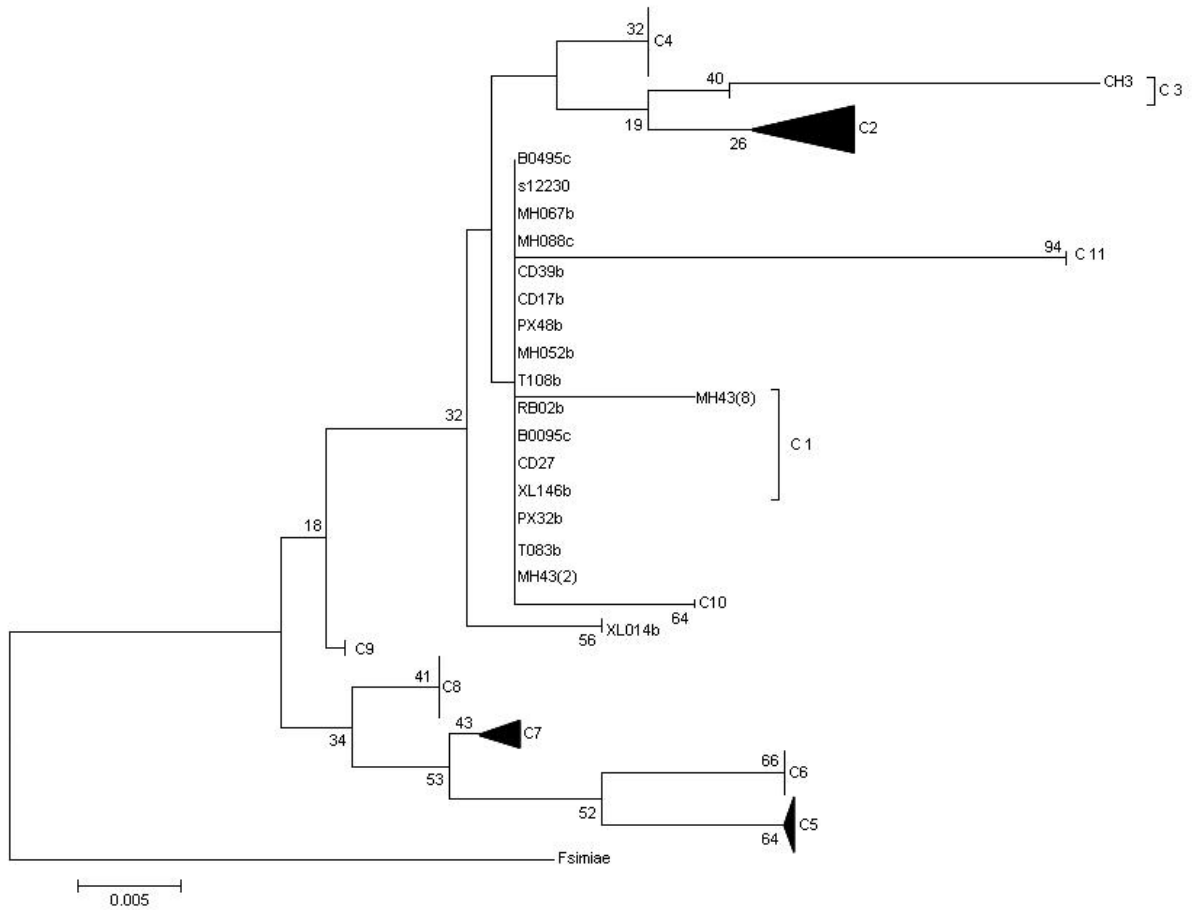 32
C4
40
CH3
C 3
19
26
C2
B0495c
s12230
MH067b
MH088c
94
C 11
CD39b
CD17b
PX48b
MH052b
T108b
MH43(8)
RB02b
32
B0095c
C 1
CD27
XL146b
PX32b
18
T083b
MH43(2)
C10
64
XL014b
56
C9
41
C8
43
C7
34
53
66
C6
52
C5
64
Fsimiae
0.005